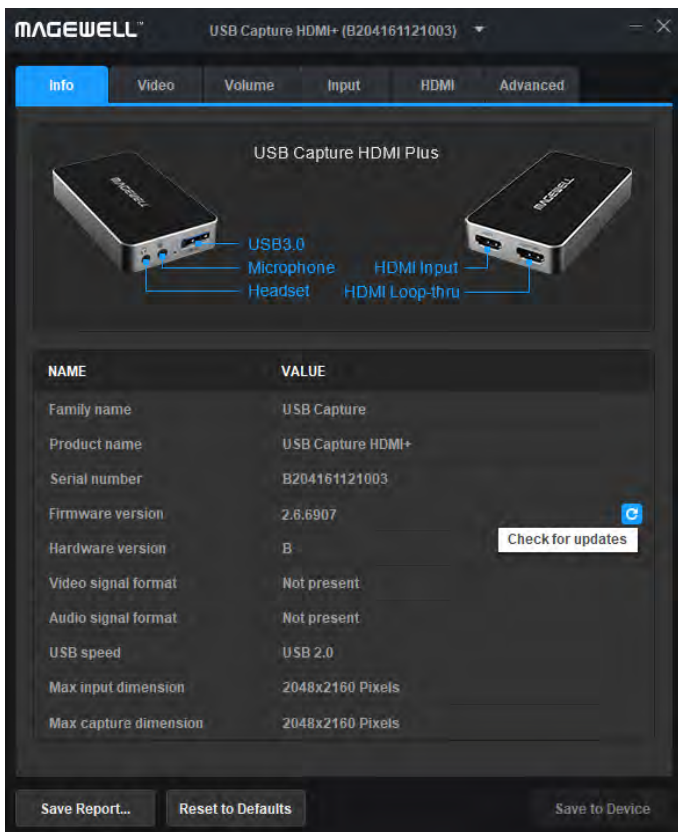 MAGEWELL™ USB Capture HDMI+ (B204161121003)
Info Video Volume Input HDMI Advanced
USB Capture HDMI Plus
MAGEWELL MAGEWELL
USB3.0
Microphone HDMI Input
Headset HDMI Loop-thru
NAME VALUE
Family name USB Capture
Product name USB Capture HDMI+
Serial number B204161121003
Firmware version 2.6.6907
Check for updates
Hardware version B
Video signal format Not present
Audio signal format Not present
USB speed USB 2.0
Max input dimension 2048x2160 Pixels
Max capture dimension 2048x2160 Pixels
Save Report... Reset to Defaults Save to Device